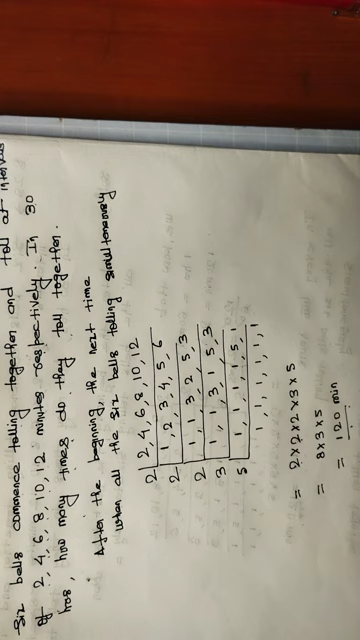 Six bells commence tolling together and toll at intervals
of 2, 4, 6, 8, 10, 12 minutes respectively. In 30
hrs, how many times do they toll together.
After the beginning, the next time
when all the six bells tolling simultaneously
2 | 2, 4, 6, 8, 10, 12
2 | 1, 2, 3, 4, 5, 6
2 | 1, 1, 3, 2, 5, 3
3 | 1, 1, 3, 1, 5, 3
5 | 1, 1, 1, 1, 5, 1
1, 1, 1, 1, 1, 1
= 2×2×2×3×5
= 8×3×5
= 120 min